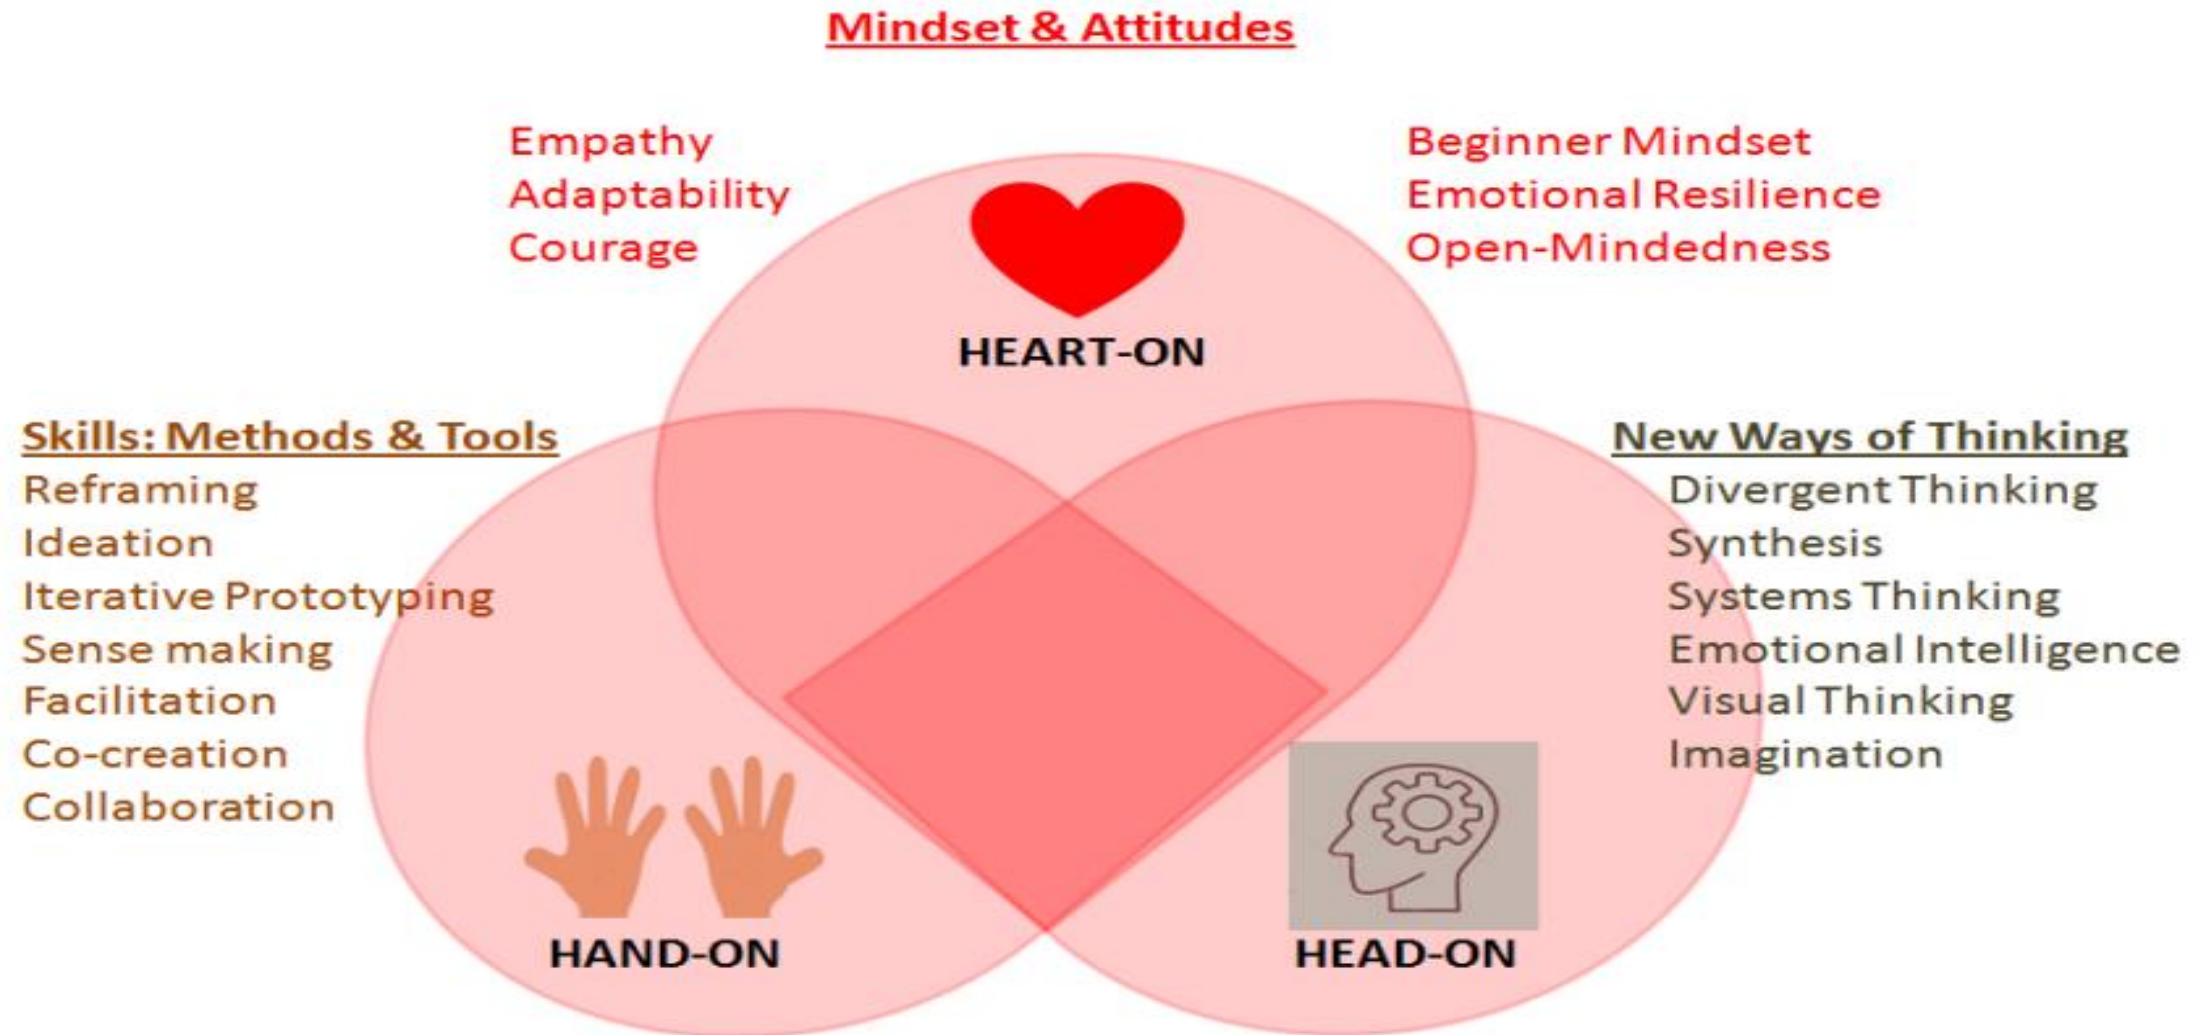 Mindset & Attitudes
Empathy
Adaptability
Courage
Beginner Mindset
Emotional Resilience
Open-Mindedness
HEART-ON
Skills: Methods & Tools
Reframing
Ideation
Iterative Prototyping
Sense making
Facilitation
Co-creation
Collaboration
New Ways of Thinking
Divergent Thinking
Synthesis
Systems Thinking
Emotional Intelligence
Visual Thinking
Imagination
HAND-ON
HEAD-ON